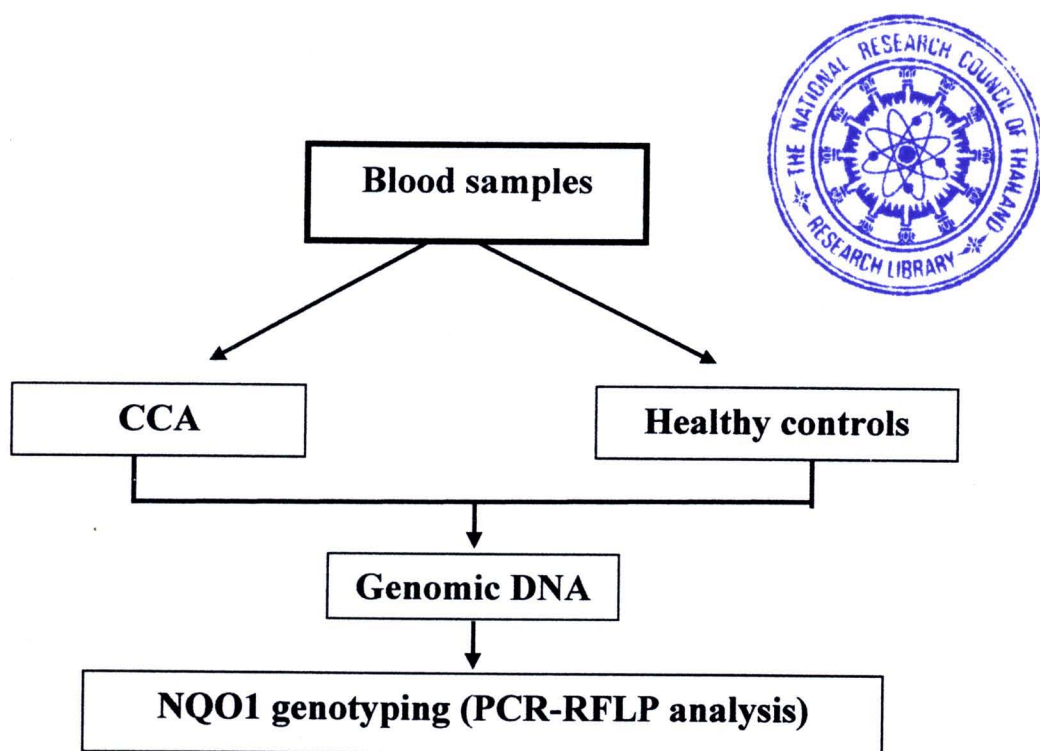 THE NATIONAL RESEARCH COUNCIL OF THAILAND
RESEARCH LIBRARY
Blood samples
CCA
Healthy controls
Genomic DNA
NQO1 genotyping (PCR-RFLP analysis)